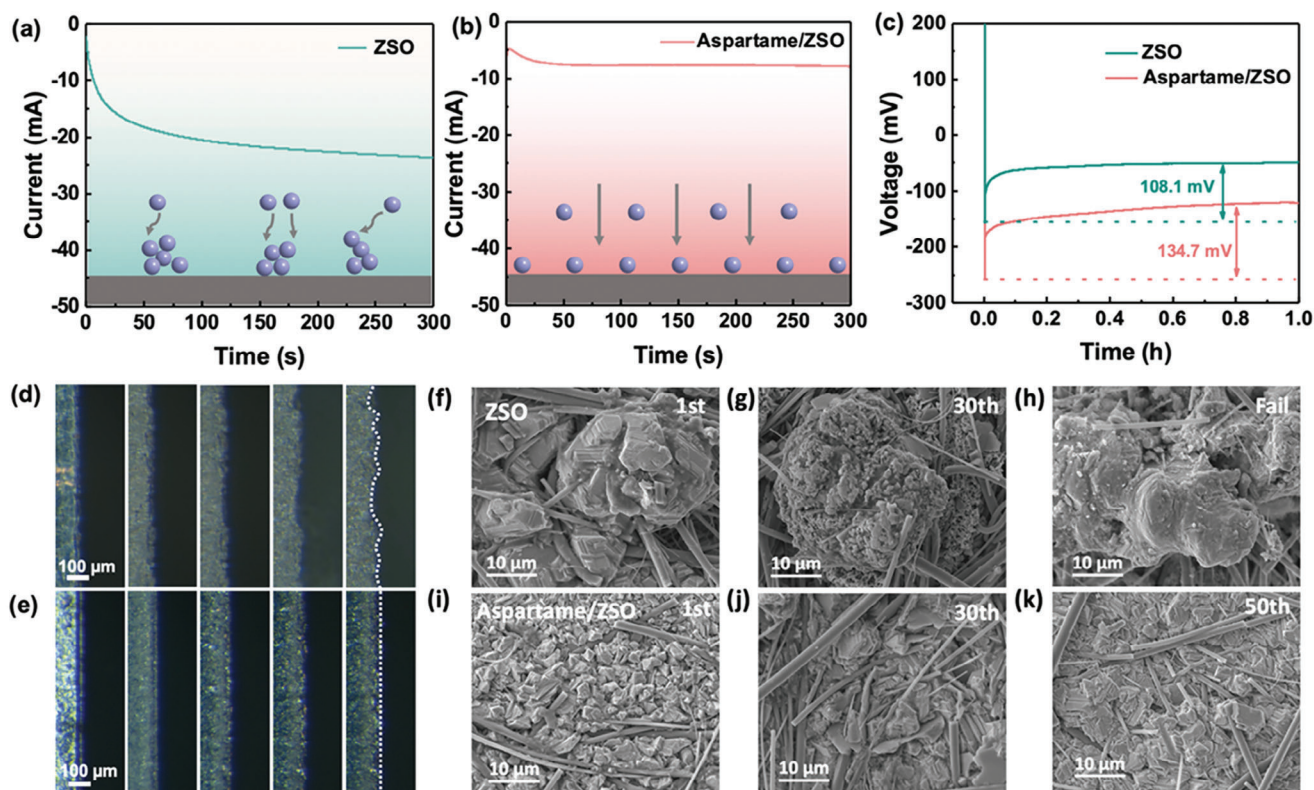 (a)
0
-10
-20
-30
-40
-50
Current (mA)
ZSO
0 50 100 150 200 250 300
Time (s)
(b)
0
-10
-20
-30
-40
-50
Current (mA)
Aspartame/ZSO
0 50 100 150 200 250 300
Time (s)
(c)
200
100
0
-100
-200
-300
Voltage (mV)
ZSO
Aspartame/ZSO
108.1 mV
134.7 mV
0.0 0.2 0.4 0.6 0.8 1.0
Time (h)
(d)
100 μm
(e)
100 μm
(f)
ZSO
1st
10 μm
(g)
30th
10 μm
(h)
Fail
10 μm
(i)
Aspartame/ZSO
1st
10 μm
(j)
30th
10 μm
(k)
50th
10 μm